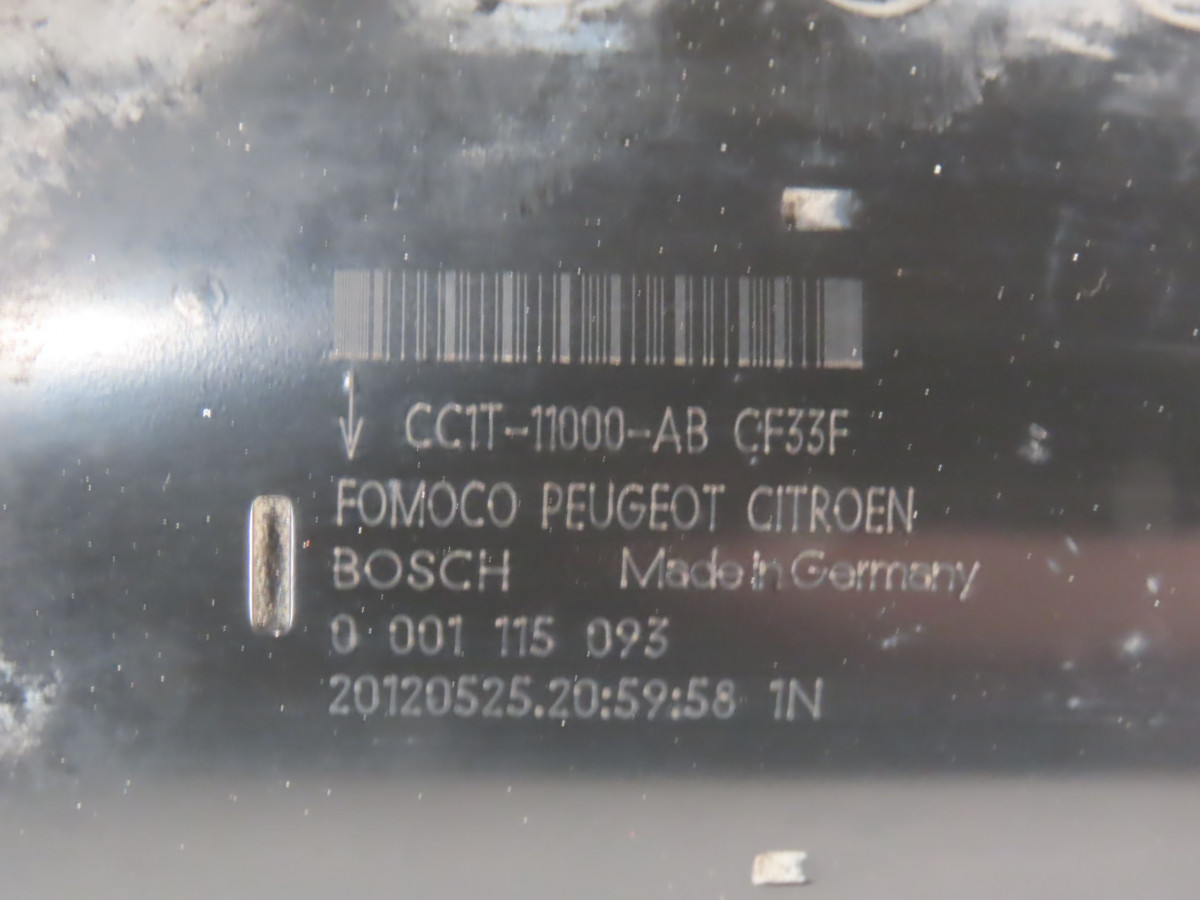 CC1T-11000-AB CF33F
FOMOCO PEUGEOT CITROEN
BOSCH Made in Germany
0 001 115 093
20120525.20:59:58 1N